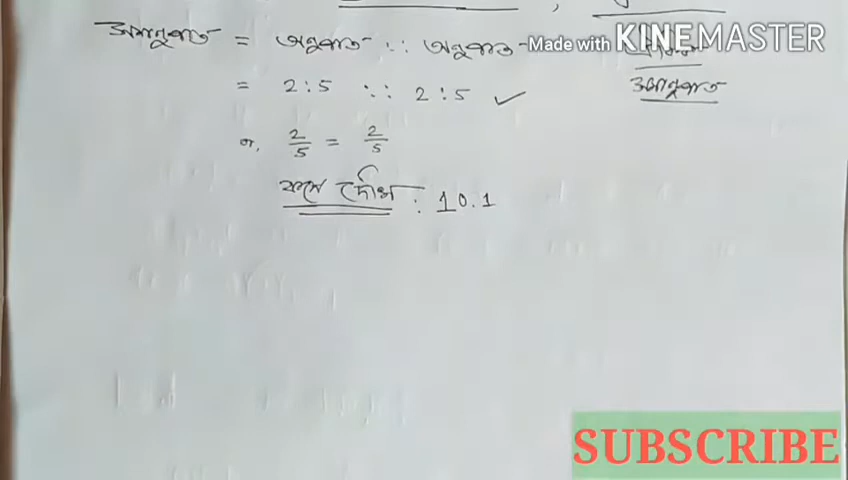 সমানুপাত = অনুপাত :: অনুপাত
Made with KINEMASTER
= 2:5 :: 2:5 ✓
সমানুপাত
বা, 2/5 = 2/5
কষে দেখি : 10.1
SUBSCRIBE